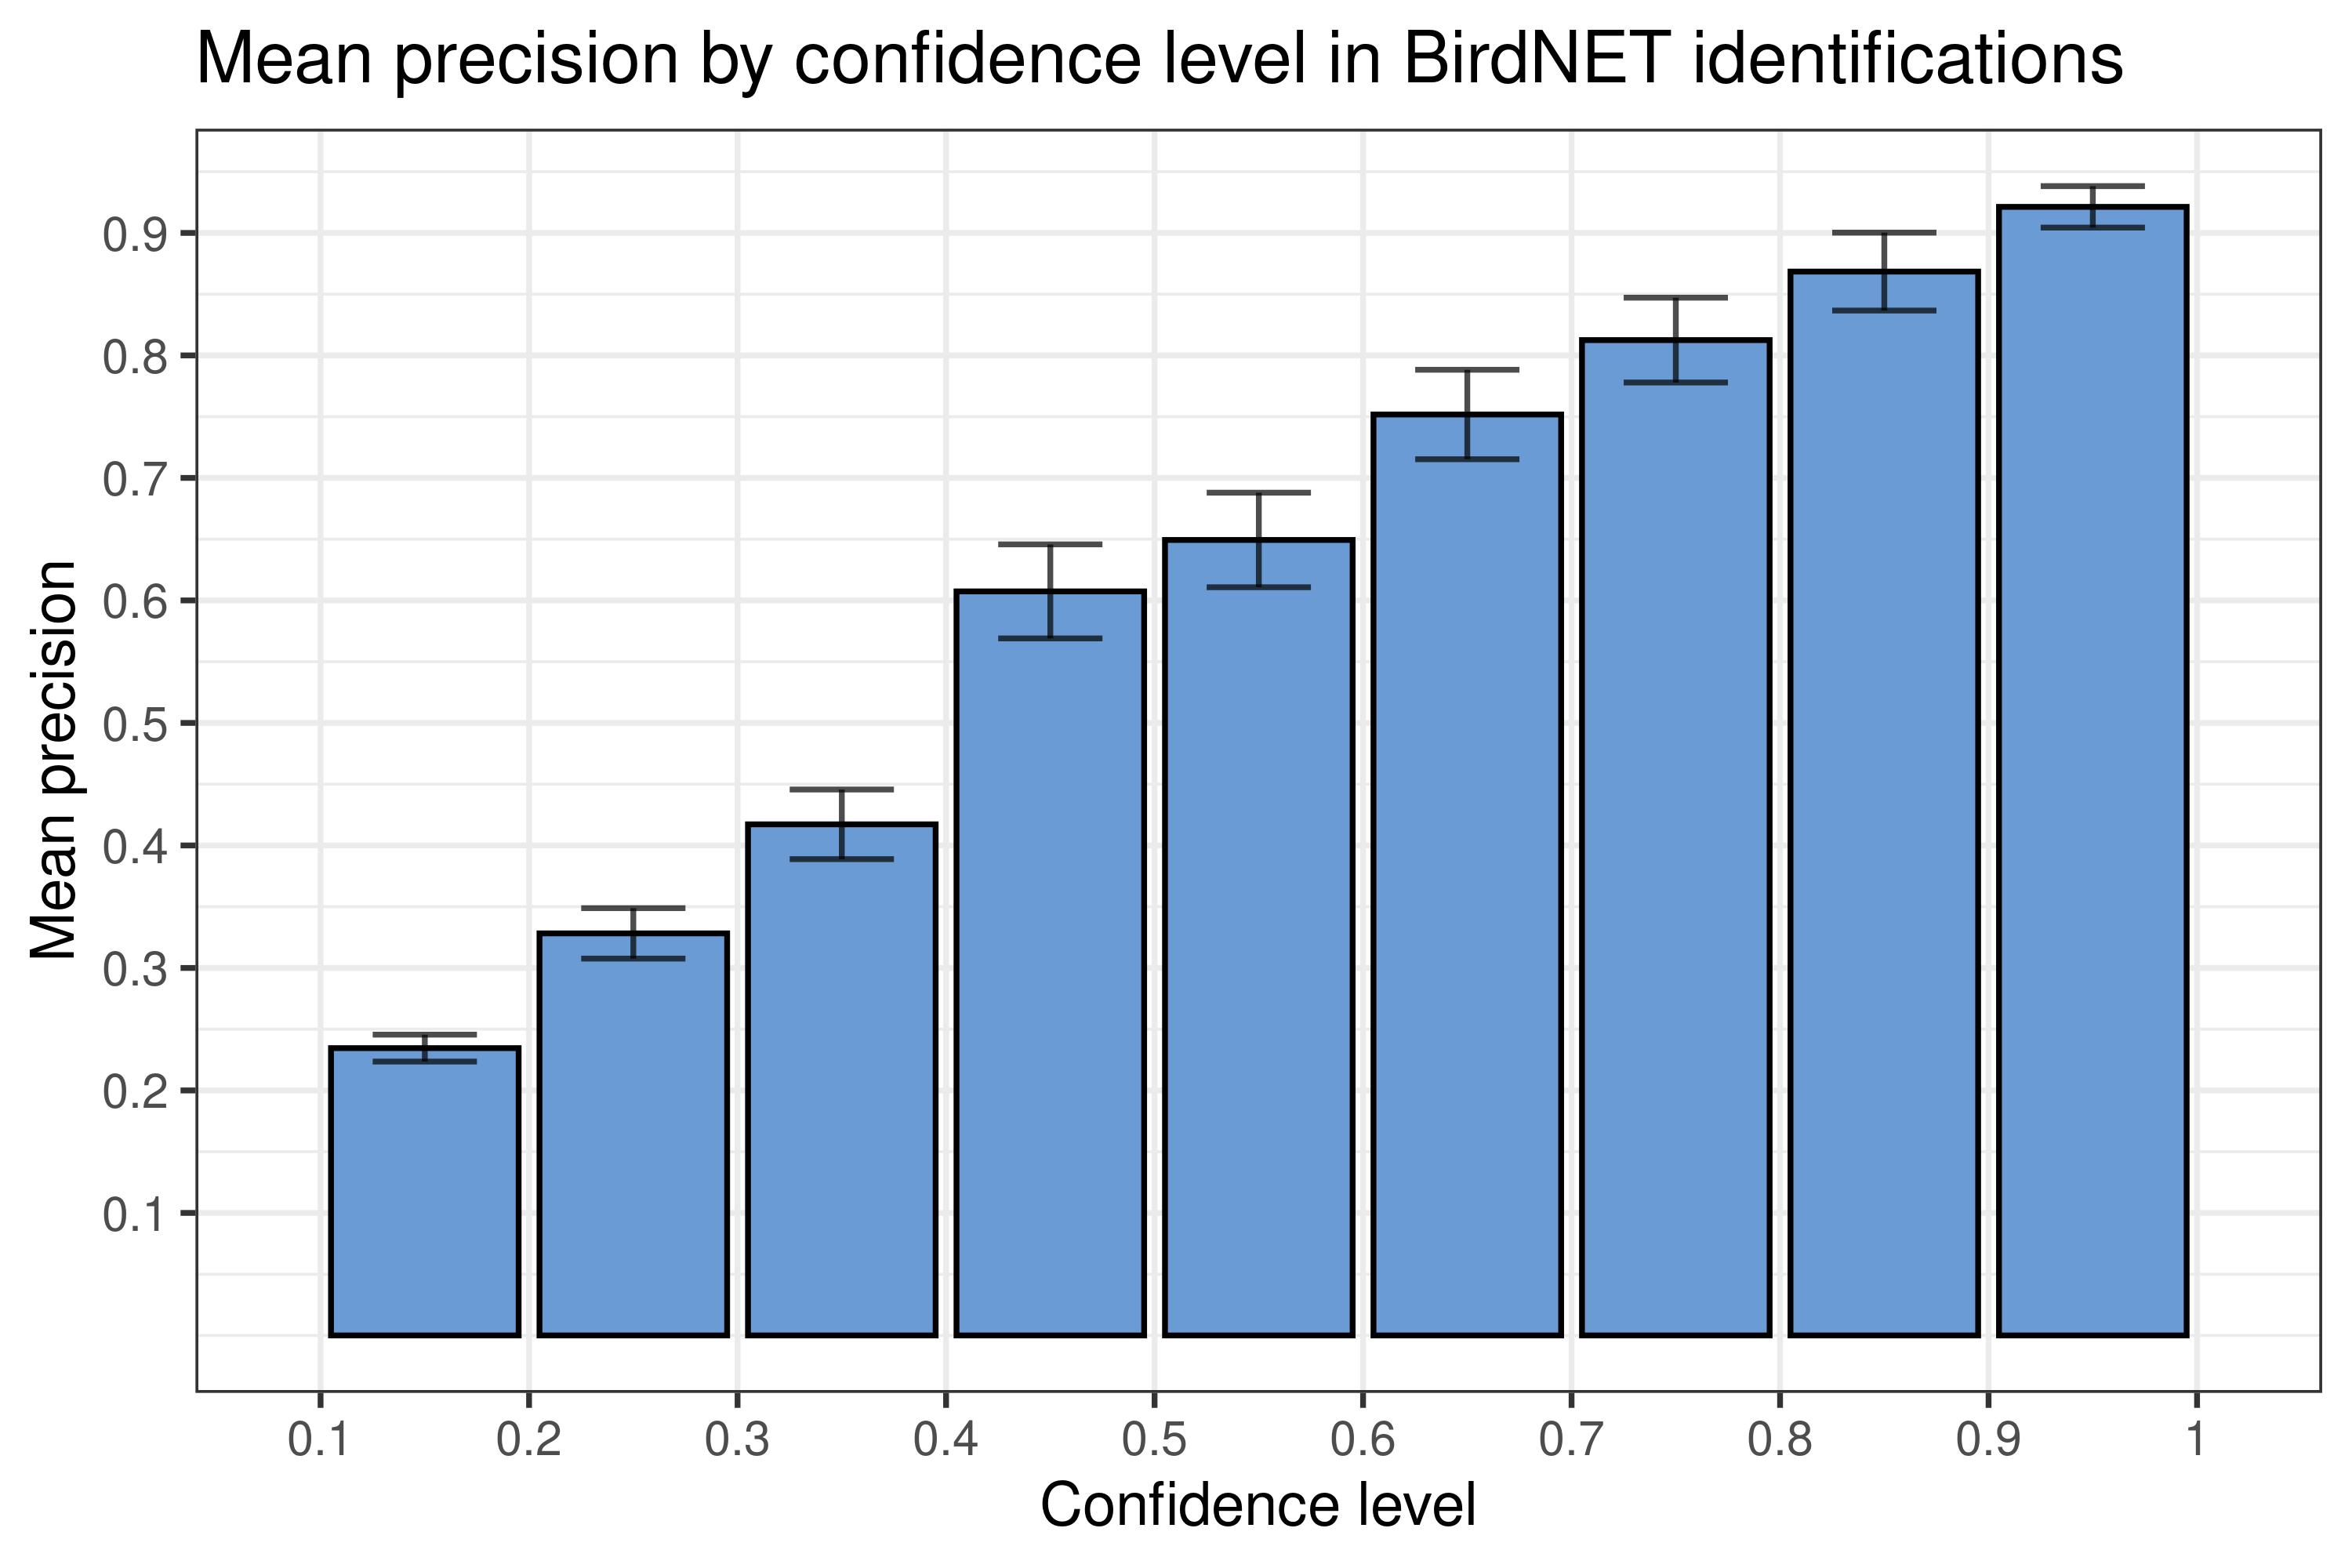 Mean precision by confidence level in BirdNET identifications
Mean precision
0.9
0.8
0.7
0.6
0.5
0.4
0.3
0.2
0.1
0.1 0.2 0.3 0.4 0.5 0.6 0.7 0.8 0.9 1
Confidence level